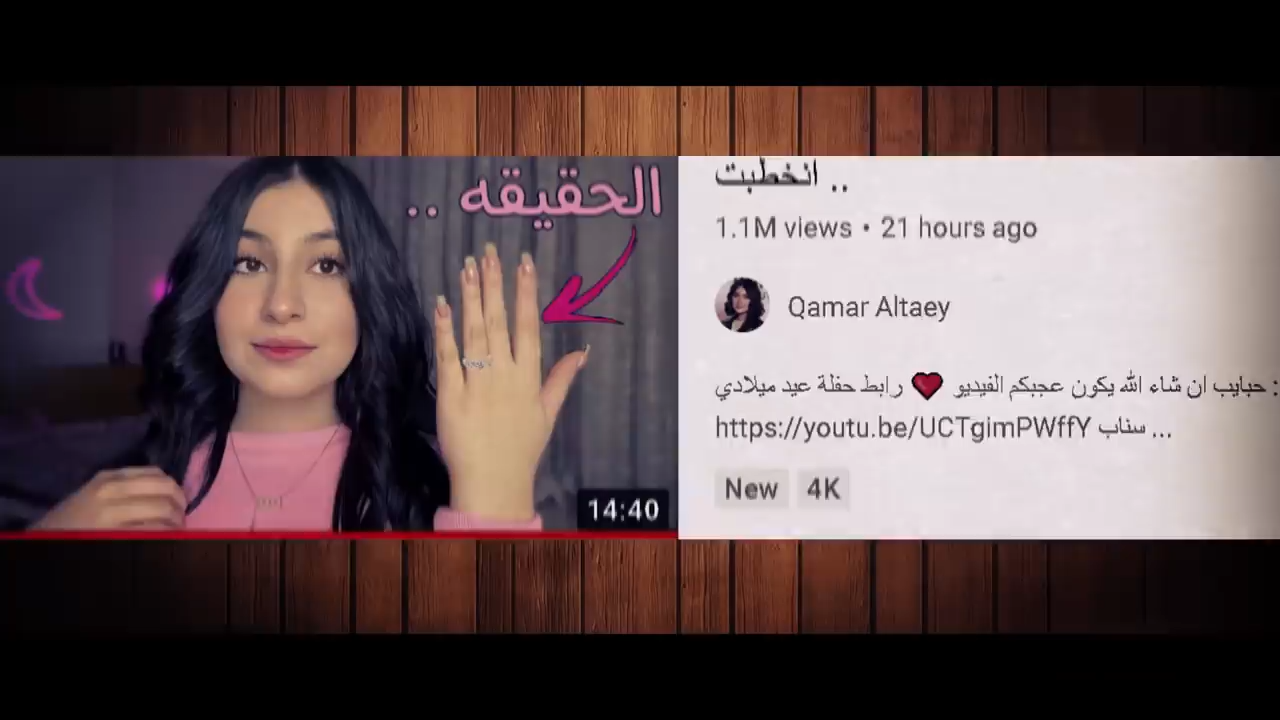 الحقيقه ..
14:40
انخطبت ..
1.1M views • 21 hours ago
Qamar Altaey
حبايب ان شاء الله يكون عجبكم الفيديو ❤️ رابط حفلة عيد ميلادي :
https://youtu.be/UCTgimPWffY سناب ...
New 4K